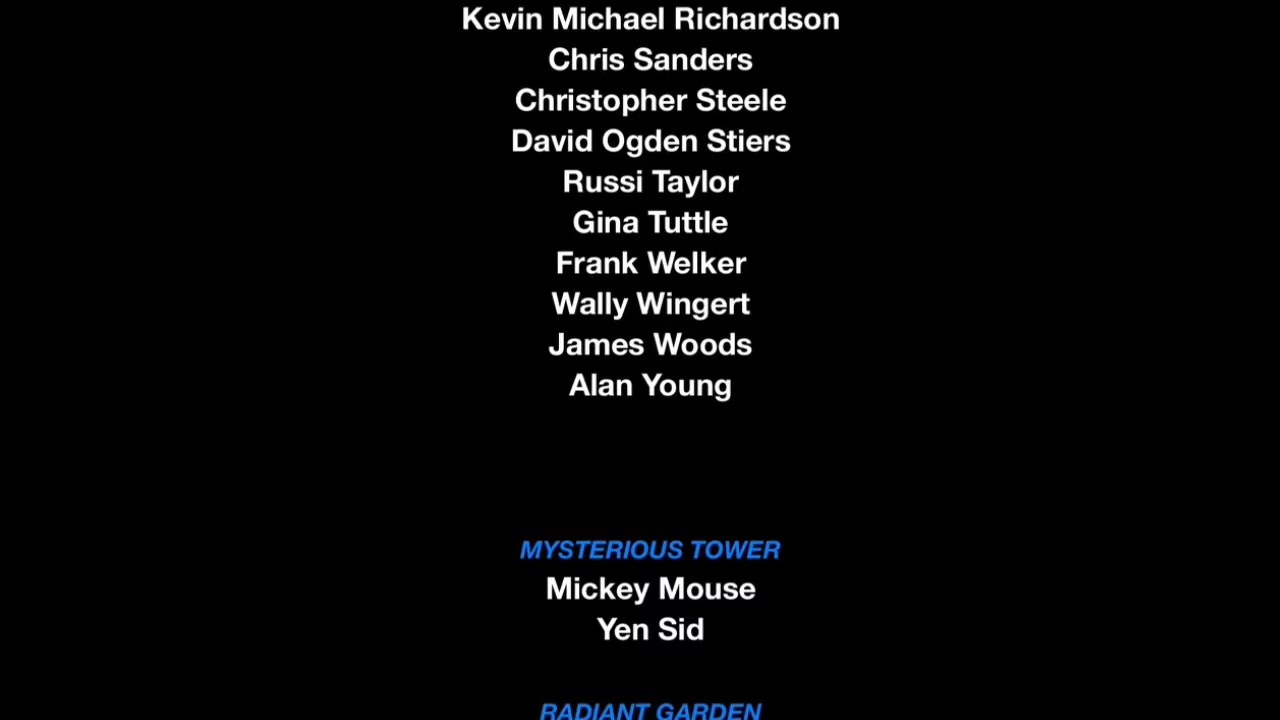 Kevin Michael Richardson
Chris Sanders
Christopher Steele
David Ogden Stiers
Russi Taylor
Gina Tuttle
Frank Welker
Wally Wingert
James Woods
Alan Young
MYSTERIOUS TOWER
Mickey Mouse
Yen Sid
RADIANT GARDEN